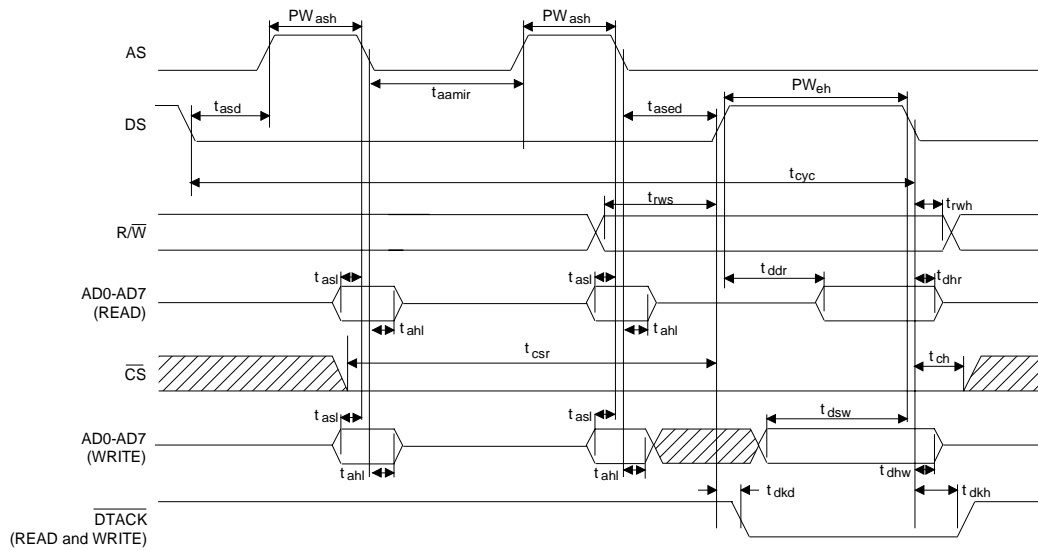 PWash PWash
AS
taamir
PWeh
tasd tased
DS
tcyc
trws trwh
R/W
tasl tasl tddr tdhr
AD0-AD7
(READ)
tahl tahl
tcsr tch
CS
tasl tasl tdsw
AD0-AD7
(WRITE)
tahl tahl tdhw
tdkd tdkh
DTACK
(READ and WRITE)